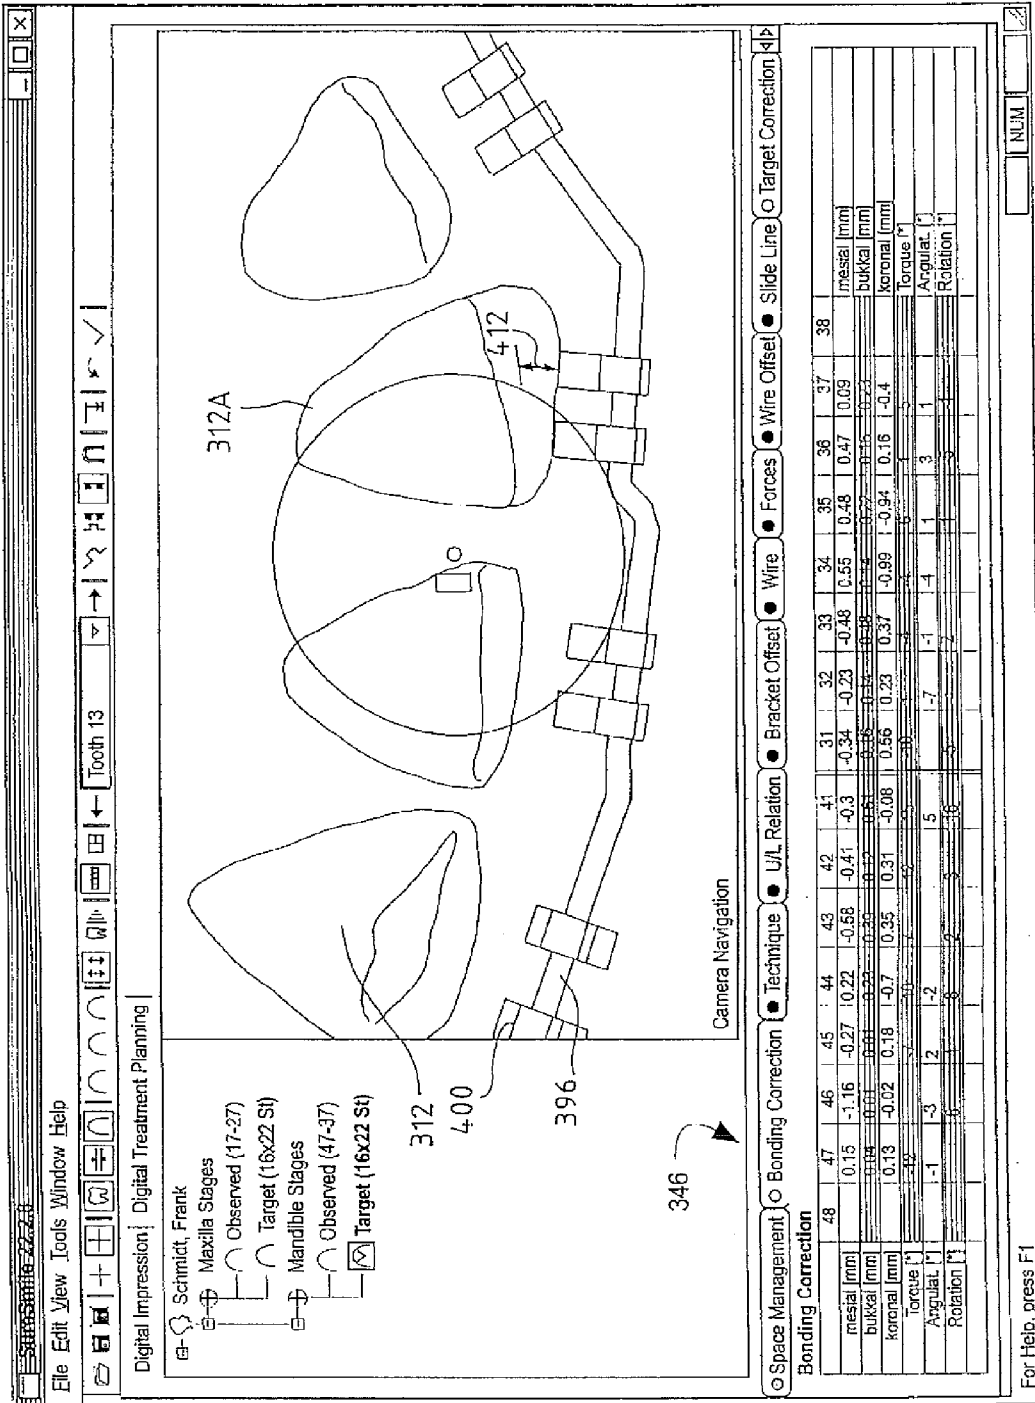 File Edit View Tools Window Help
Tooth 13
Digital Impression Digital Treatment Planning
Schmidt, Frank
Maxilla Stages
Observed (17-27)
Target (16x22 St)
Mandible Stages
Observed (47-37)
Target (16x22 St)
312A
412
312
400
396
346
Camera Navigation
Space Management Bonding Correction Technique U/L Relation Bracket Offset Wire Forces Wire Offset Slide Line Target Correction
Bonding Correction
48 47 46 45 44 43 42 41 31 32 33 34 35 36 37 38
mesial [mm] 0.15 -1.16 -0.27 0.22 -0.58 -0.41 -0.3 -0.34 -0.23 -0.48 0.55 0.48 0.47 0.09 mesial [mm]
bukkal [mm] bukkal [mm]
koronal [mm] 0.13 -0.02 0.18 -0.7 0.35 0.31 -0.08 0.56 0.23 0.37 -0.99 -0.94 0.16 -0.4 koronal [mm]
Torque [°] Torque [°]
Angulat. [°] -1 -3 2 -2 5 -7 -1 -4 1 3 1 Angulat. [°]
Rotation [°] Rotation [°]
For Help, press F1
NUM